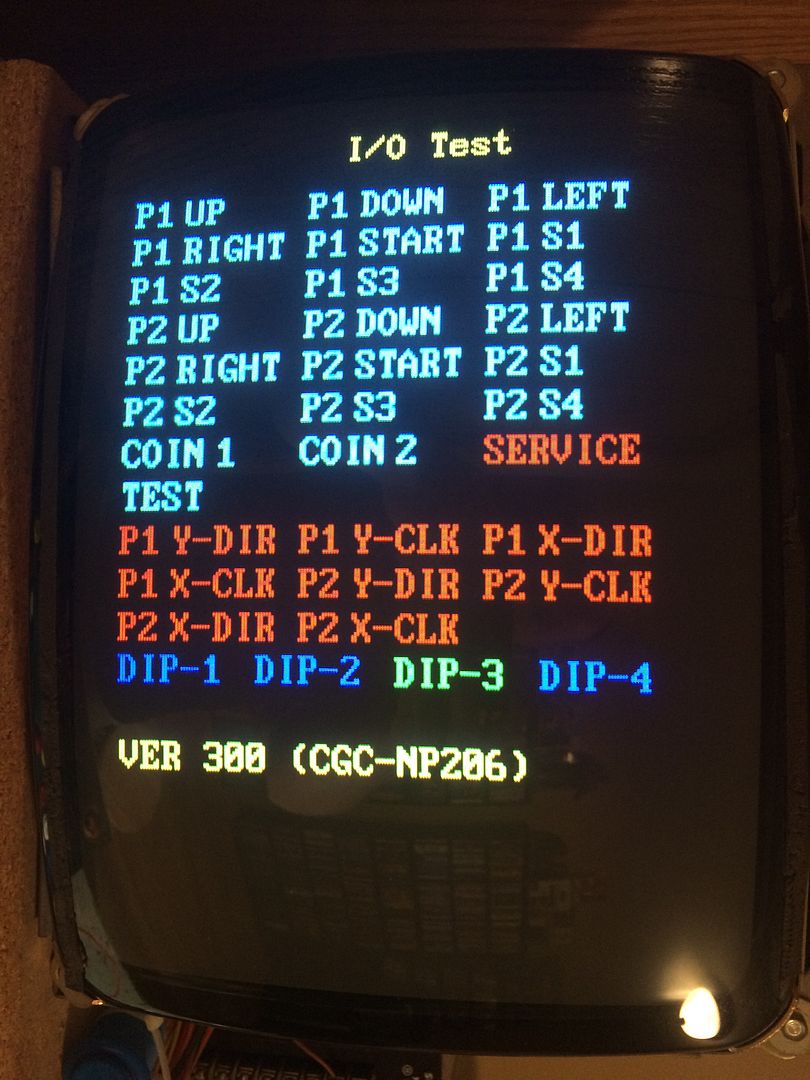 I/O Test
P1 UP P1 DOWN P1 LEFT
P1 RIGHT P1 START P1 S1
P1 S2 P1 S3 P1 S4
P2 UP P2 DOWN P2 LEFT
P2 RIGHT P2 START P2 S1
P2 S2 P2 S3 P2 S4
COIN 1 COIN 2 SERVICE
TEST
P1 Y-DIR P1 Y-CLK P1 X-DIR
P1 X-CLK P2 Y-DIR P2 Y-CLK
P2 X-DIR P2 X-CLK
DIP-1 DIP-2 DIP-3 DIP-4
VER 300 (CGC-NP206)